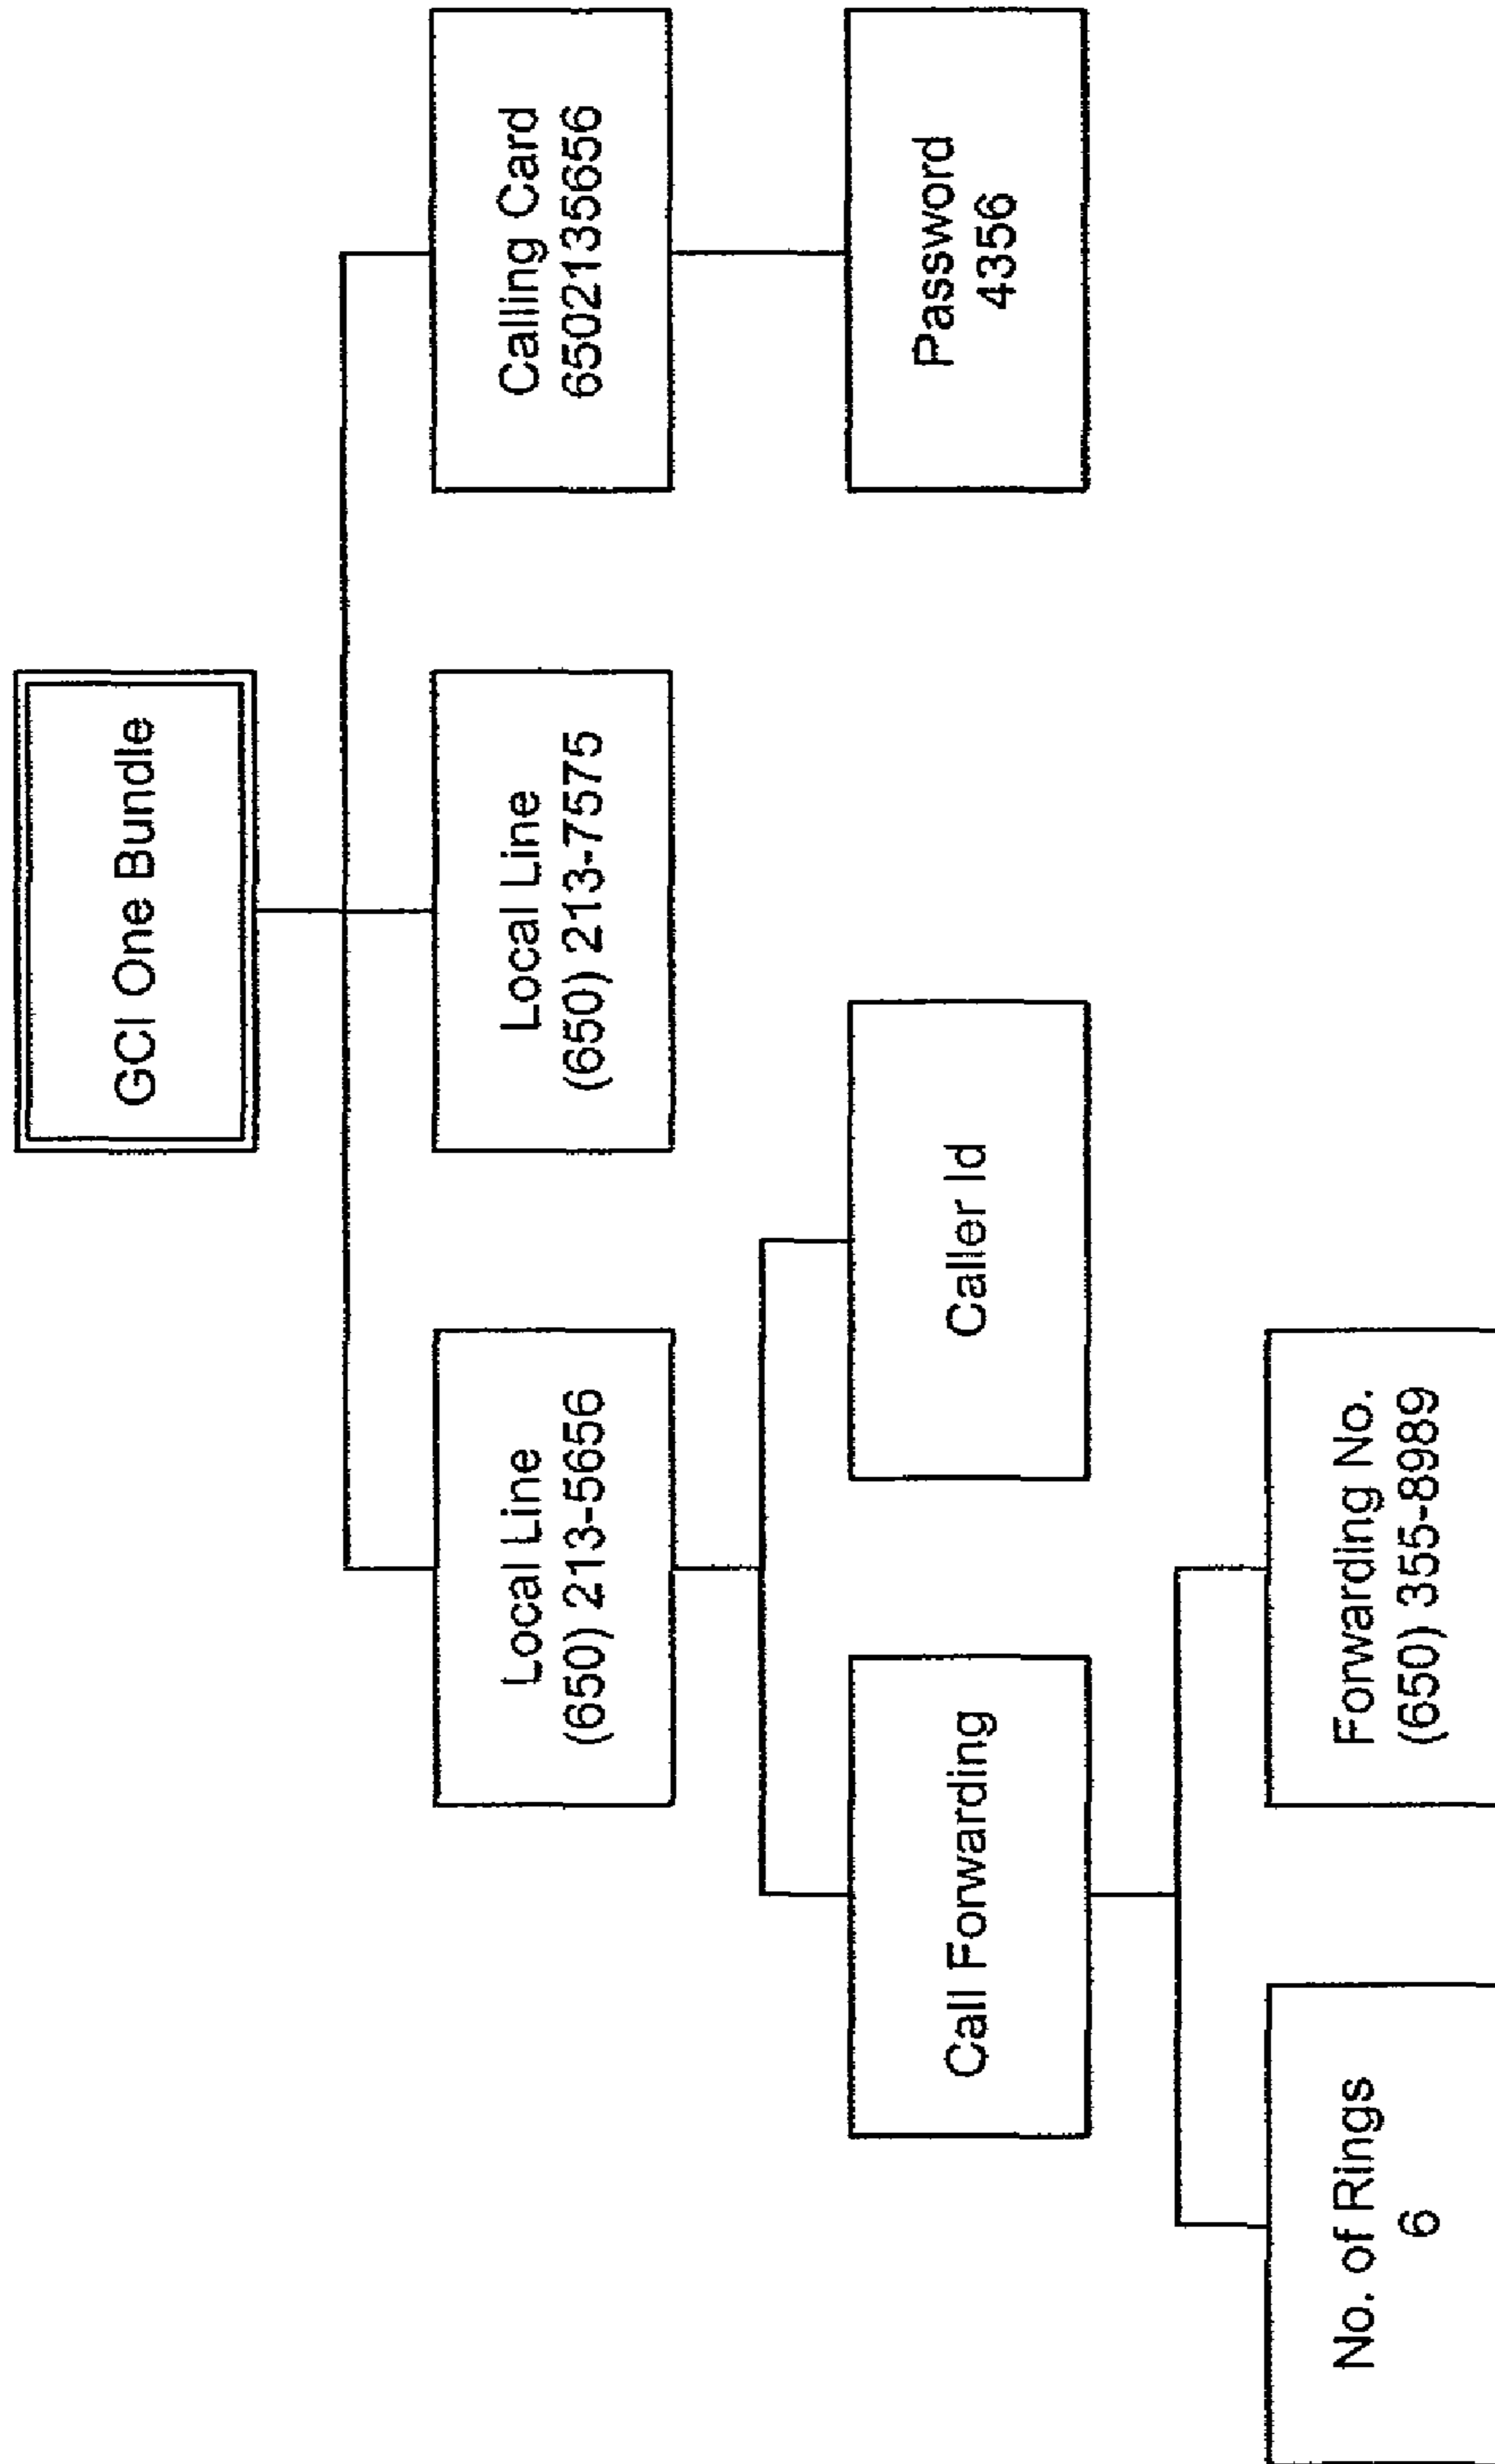 GCI One Bundle
Local Line
(650) 213-5656
Local Line
(650) 213-7575
Calling Card
6502135656
Call Forwarding
Caller Id
Password
4356
No. of Rings
6
Forwarding No.
(650) 355-8989